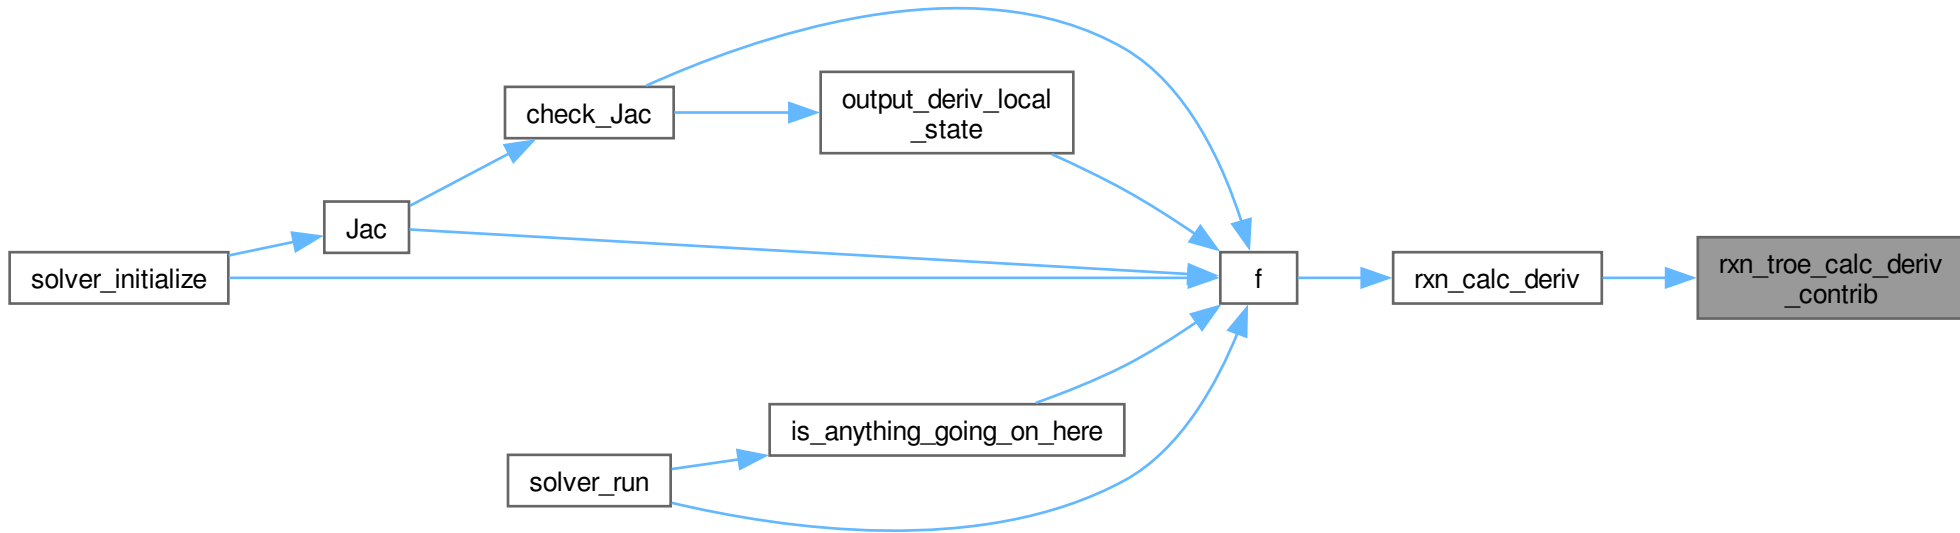 check_Jac
output_deriv_local
_state
Jac
solver_initialize
f
rxn_calc_deriv
rxn_troe_calc_deriv
_contrib
is_anything_going_on_here
solver_run